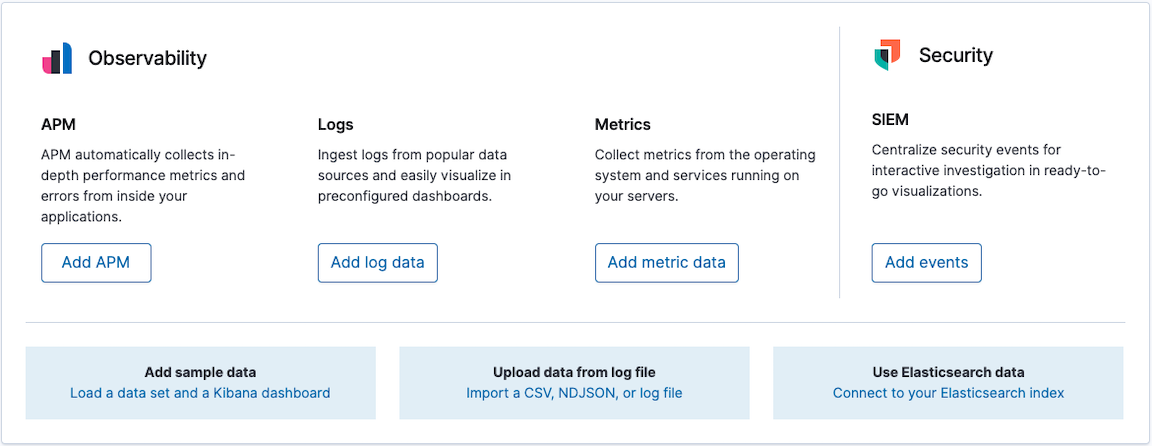 Observability
APM
APM automatically collects in-
depth performance metrics and
errors from inside your
applications.
Add APM
Logs
Ingest logs from popular data
sources and easily visualize in
preconfigured dashboards.
Add log data
Metrics
Collect metrics from the operating
system and services running on
your servers.
Add metric data
Security
SIEM
Centralize security events for
interactive investigation in ready-to-
go visualizations.
Add events
Add sample data
Load a data set and a Kibana dashboard
Upload data from log file
Import a CSV, NDJSON, or log file
Use Elasticsearch data
Connect to your Elasticsearch index